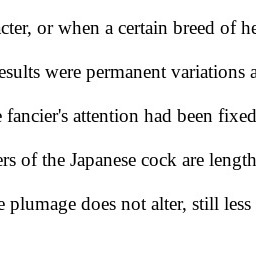 cter, or when a certain breed of he
esults were permanent variations a
fancier's attention had been fixed
ers of the Japanese cock are length
plumage does not alter, still less